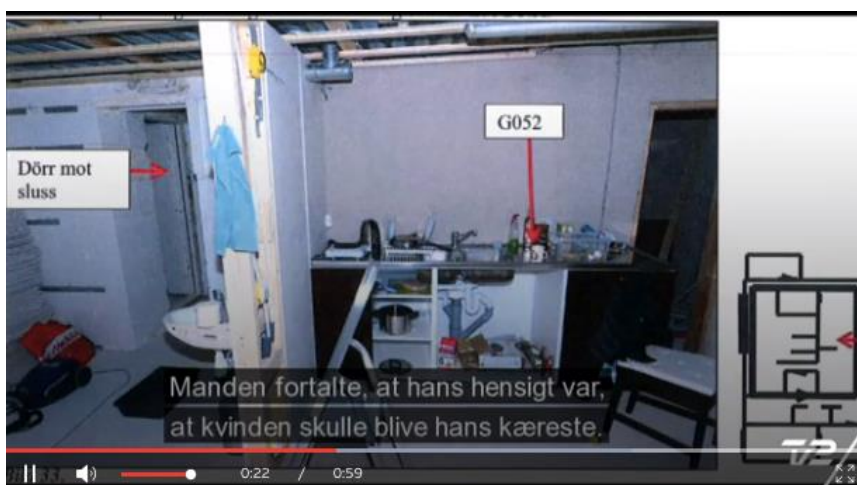 G052
Dörr mot
sluss
Manden fortalte, at hans hensigt var,
at kvinden skulle blive hans kæreste.
TV2
0:22 / 0:59